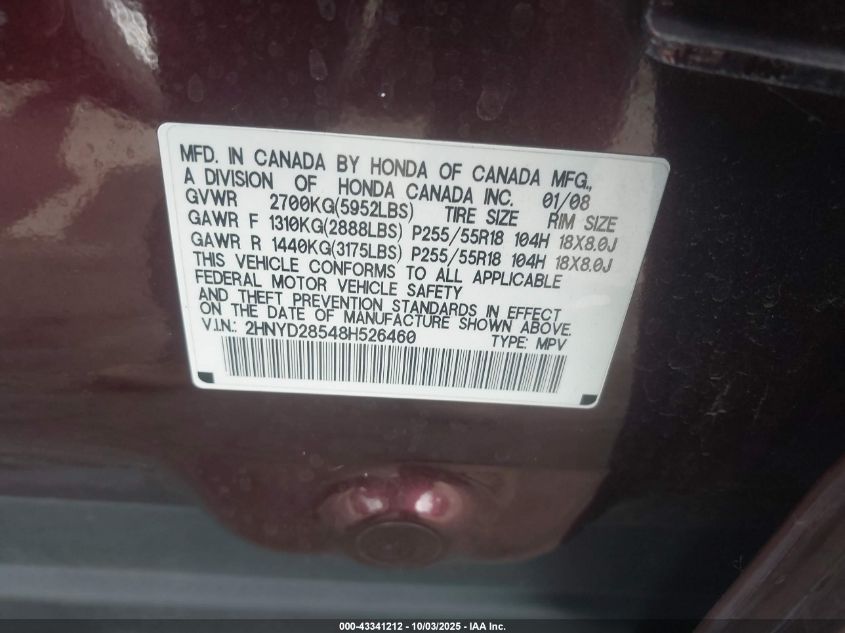 MFD. IN CANADA BY HONDA OF CANADA MFG.,
A DIVISION OF HONDA CANADA INC. 01/08
GVWR 2700KG(5952LBS) TIRE SIZE RIM SIZE
GAWR F 1310KG(2888LBS) P255/55R18 104H 18X8.0J
GAWR R 1440KG(3175LBS) P255/55R18 104H 18X8.0J
THIS VEHICLE CONFORMS TO ALL APPLICABLE
FEDERAL MOTOR VEHICLE SAFETY
AND THEFT PREVENTION STANDARDS IN EFFECT
ON THE DATE OF MANUFACTURE SHOWN ABOVE.
V.I.N.: 2HNYD28548H526460 TYPE: MPV
000-43341212 - 10/03/2025 - IAA Inc.